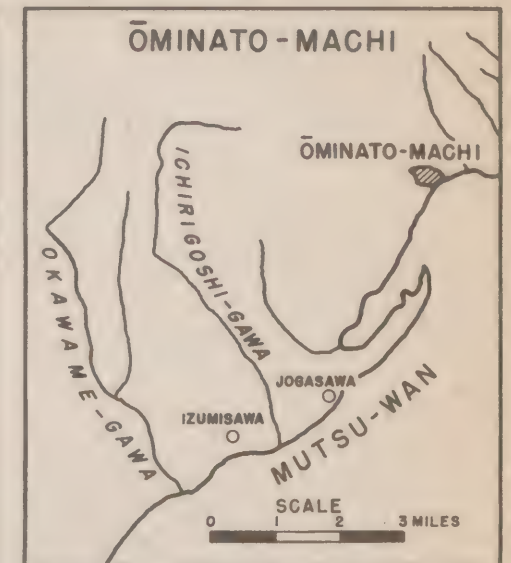 ŌMINATO-MACHI
ŌMINATO-MACHI
ICHIRIGOSHI-GAWA
OKAWAME-GAWA
JOGASAWA
IZUMISAWA
MUTSU-WAN
SCALE
0 1 2 3 MILES